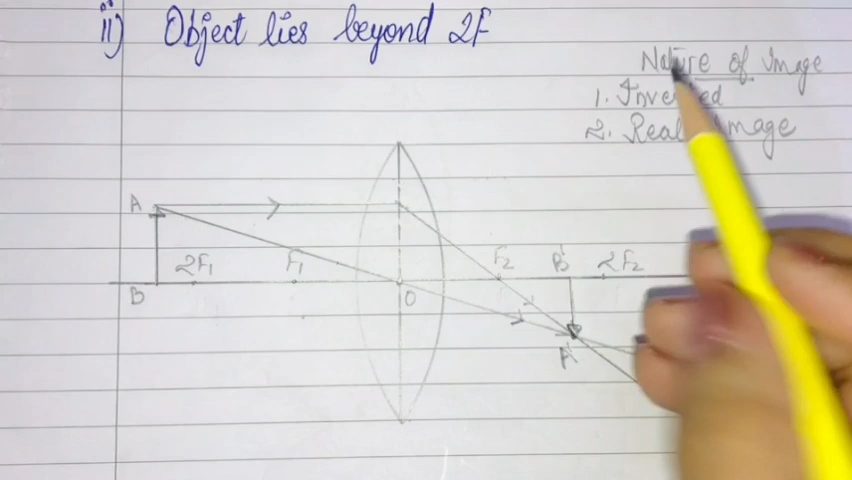 ii) Object lies beyond 2F
Nature of Image
1. Inverted
2. Real Image
A
2F₁
F₁
F₂
B'
2F₂
B
O
A'